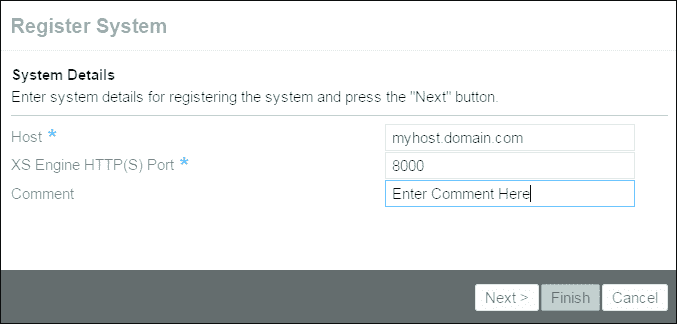 Register System
System Details
Enter system details for registering the system and press the "Next" button.
Host *
myhost.domain.com
XS Engine HTTP(S) Port *
8000
Comment
Enter Comment Here
Next > Finish Cancel